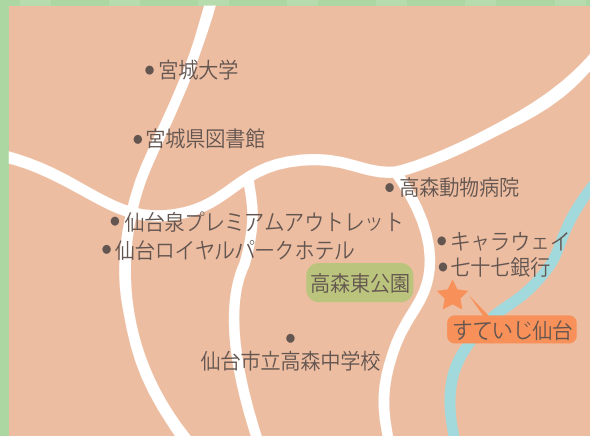 宮城大学
宮城県図書館
高森動物病院
仙台泉プレミアムアウトレット
キャラウェイ
仙台ロイヤルパークホテル
七十七銀行
高森東公園
すていじ仙台
仙台市立高森中学校